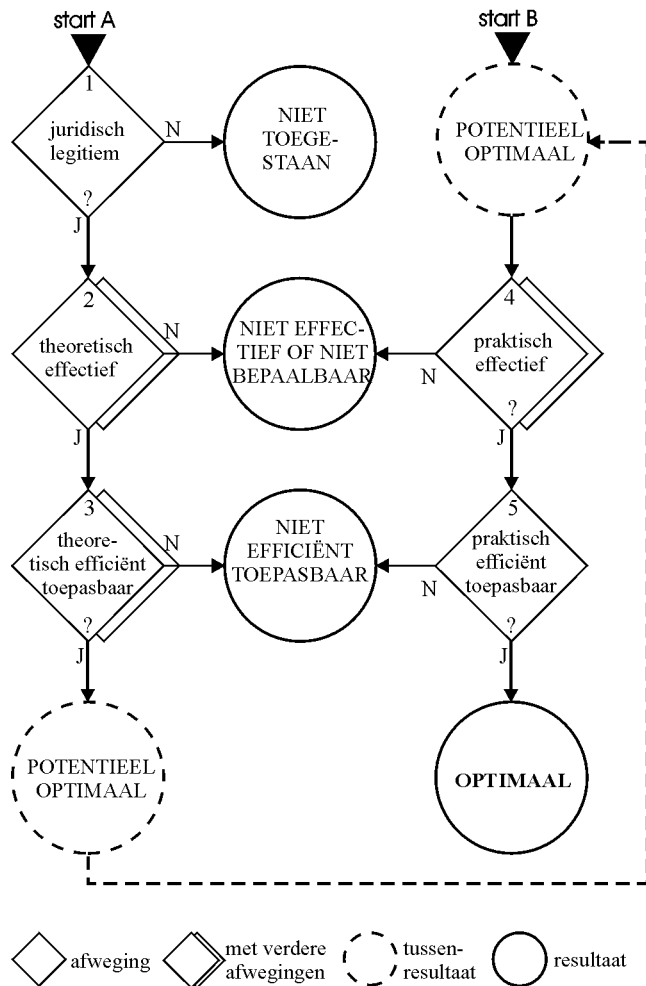 start A
start B
1
juridisch
legitiem
?
N
J
NIET
TOEGE-
STAAN
POTENTIEEL
OPTIMAAL
2
theoretisch
effectief
N
J
NIET EFFEC-
TIEF OF NIET
BEPAALBAAR
4
praktisch
effectief
?
N
J
3
theore-
tisch efficiënt
toepasbaar
?
N
J
NIET
EFFICIËNT
TOEPASBAAR
5
praktisch
efficiënt
toepasbaar
?
N
J
POTENTIEEL
OPTIMAAL
OPTIMAAL
afweging
met verdere
afwegingen
tussen-
resultaat
resultaat